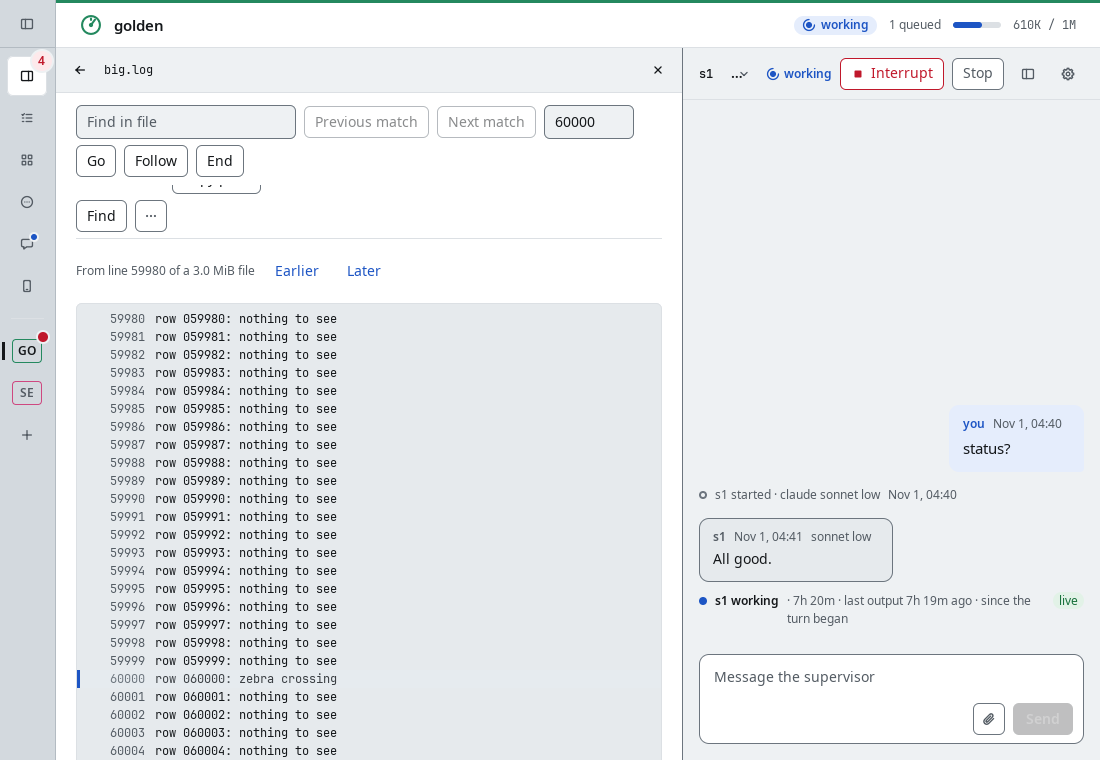 golden
working
1 queued
610K / 1M
4
big.log
s1
...
working
Interrupt
Stop
Find in file
Previous match
Next match
60000
Go
Follow
End
Find
...
From line 59980 of a 3.0 MiB file
Earlier
Later
GO
SE
59980 row 059980: nothing to see
59981 row 059981: nothing to see
59982 row 059982: nothing to see
59983 row 059983: nothing to see
59984 row 059984: nothing to see
59985 row 059985: nothing to see
59986 row 059986: nothing to see
59987 row 059987: nothing to see
59988 row 059988: nothing to see
59989 row 059989: nothing to see
59990 row 059990: nothing to see
59991 row 059991: nothing to see
59992 row 059992: nothing to see
59993 row 059993: nothing to see
59994 row 059994: nothing to see
59995 row 059995: nothing to see
59996 row 059996: nothing to see
59997 row 059997: nothing to see
59998 row 059998: nothing to see
59999 row 059999: nothing to see
60000 row 060000: zebra crossing
60001 row 060001: nothing to see
60002 row 060002: nothing to see
60003 row 060003: nothing to see
60004 row 060004: nothing to see
you Nov 1, 04:40
status?
s1 started · claude sonnet low Nov 1, 04:40
s1 Nov 1, 04:41 sonnet low
All good.
s1 working · 7h 20m · last output 7h 19m ago · since the
turn began
live
Message the supervisor
Send